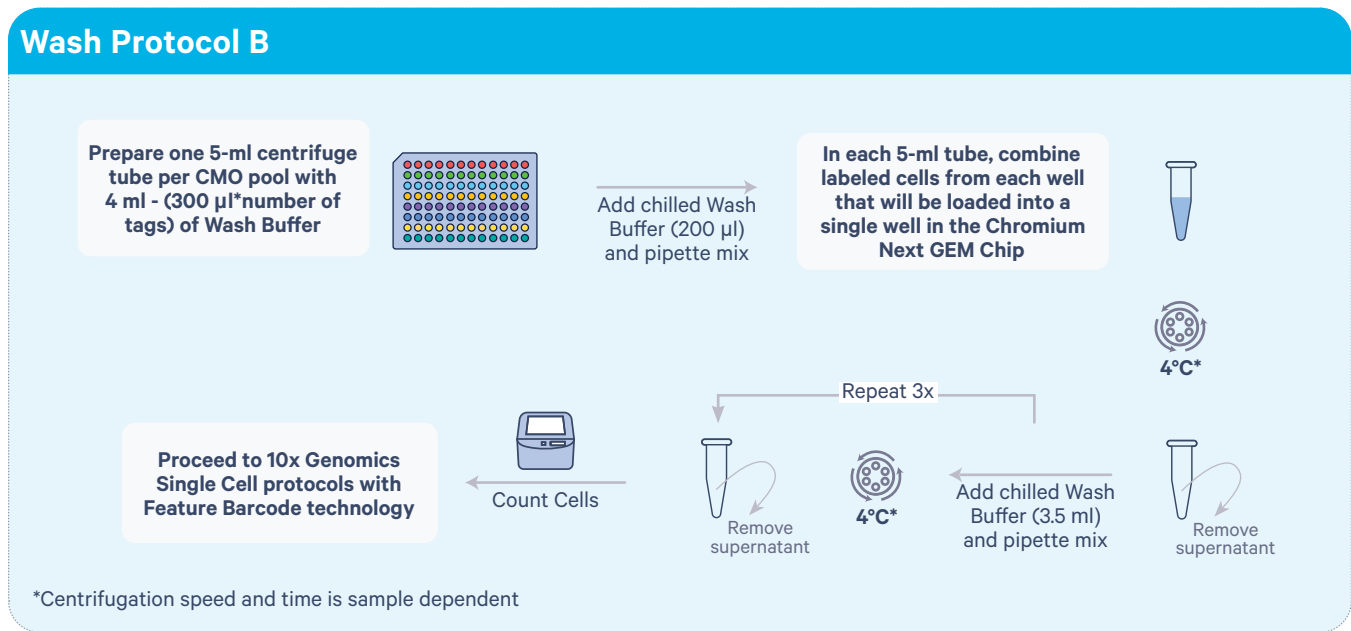 Wash Protocol B
Prepare one 5-ml centrifuge
tube per CMO pool with
4 ml - (300 µl*number of
tags) of Wash Buffer
Add chilled Wash
Buffer (200 µl)
and pipette mix
In each 5-ml tube, combine
labeled cells from each well
that will be loaded into a
single well in the Chromium
Next GEM Chip
4°C*
Remove
supernatant
Add chilled Wash
Buffer (3.5 ml)
and pipette mix
4°C*
Repeat 3x
Remove
supernatant
Count Cells
Proceed to 10x Genomics
Single Cell protocols with
Feature Barcode technology
*Centrifugation speed and time is sample dependent